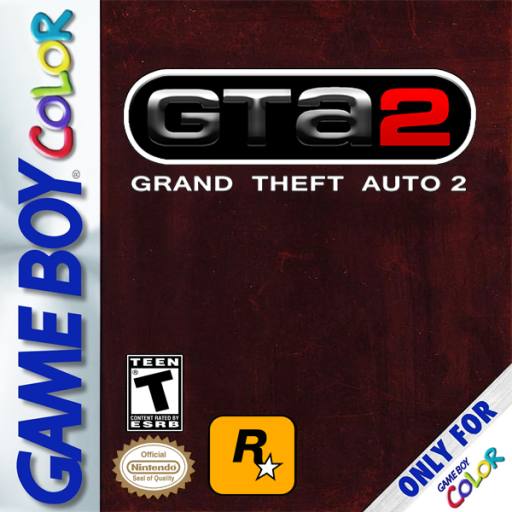 GAME BOY COLOR
®
GTA2
GRAND THEFT AUTO 2
TEEN
®
T
CONTENT RATED BY
ESRB
Official
Nintendo
Seal of Quality
R
ONLY FOR
GAME BOY
COLOR